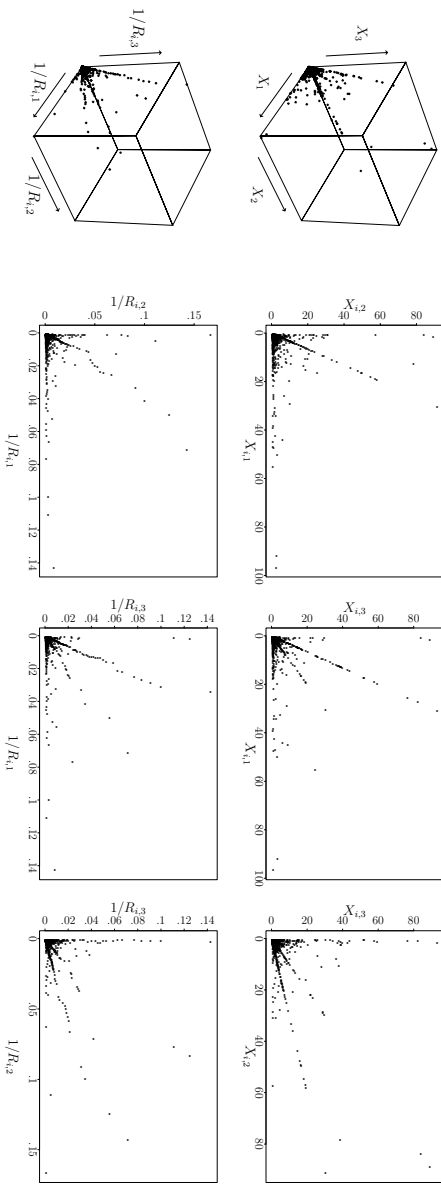 X₃
X₁
X₂
X_{i,2}
0 20 40 60 80
0 20 40 60 80 100
X_{i,1}
X_{i,3}
0 20 40 60 80
0 20 40 60 80 100
X_{i,1}
X_{i,3}
0 20 40 60 80
0 20 40 60 80
X_{i,2}
1/R_{i,3}
1/R_{i,1}
1/R_{i,2}
1/R_{i,2}
0 .05 .1 .15
0 .02 .04 .06 .08 .1 .12 .14
1/R_{i,1}
1/R_{i,3}
0 .02 .04 .06 .08 .1 .12 .14
0 .02 .04 .06 .08 .1 .12 .14
1/R_{i,1}
1/R_{i,3}
0 .02 .04 .06 .08 .1 .12 .14
0 .05 .1 .15
1/R_{i,2}